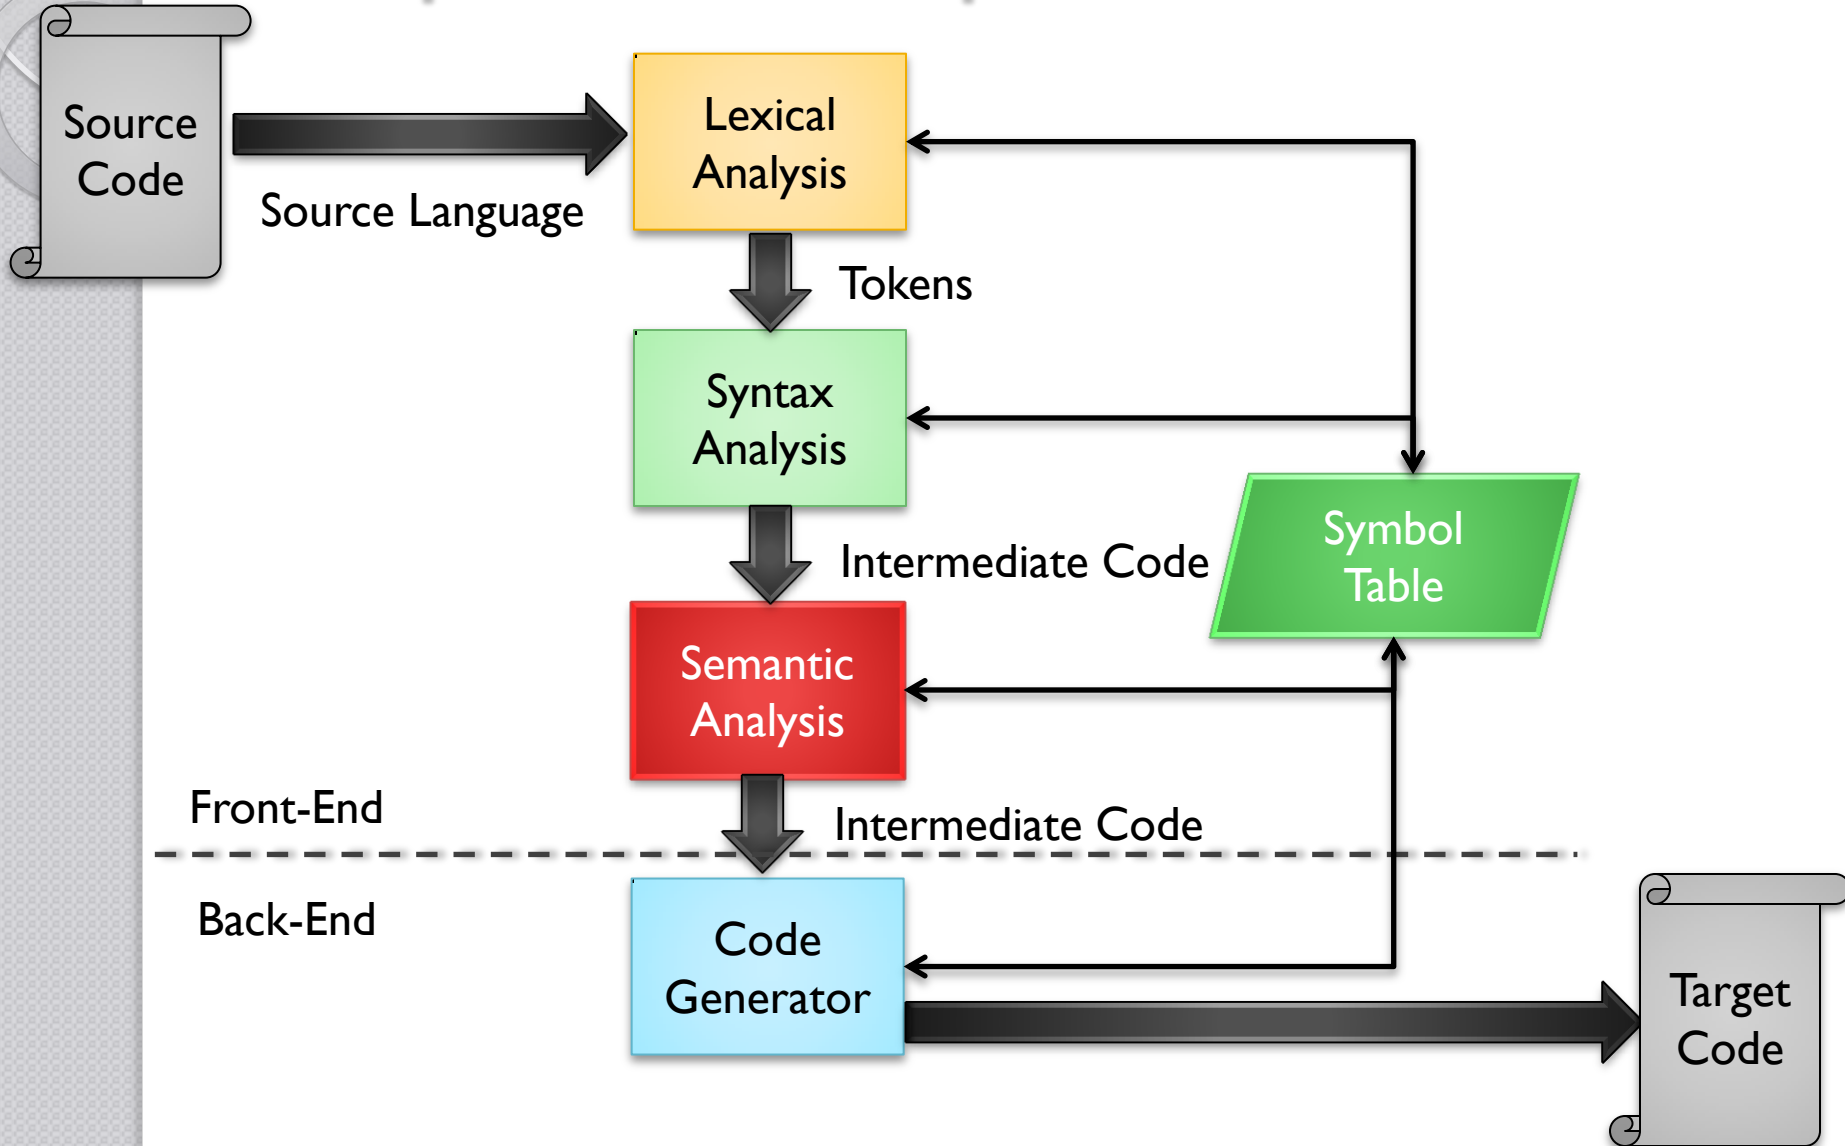 Source
Code
Source Language
Lexical
Analysis
Tokens
Syntax
Analysis
Intermediate Code
Symbol
Table
Semantic
Analysis
Front-End
Intermediate Code
Back-End
Code
Generator
Target
Code